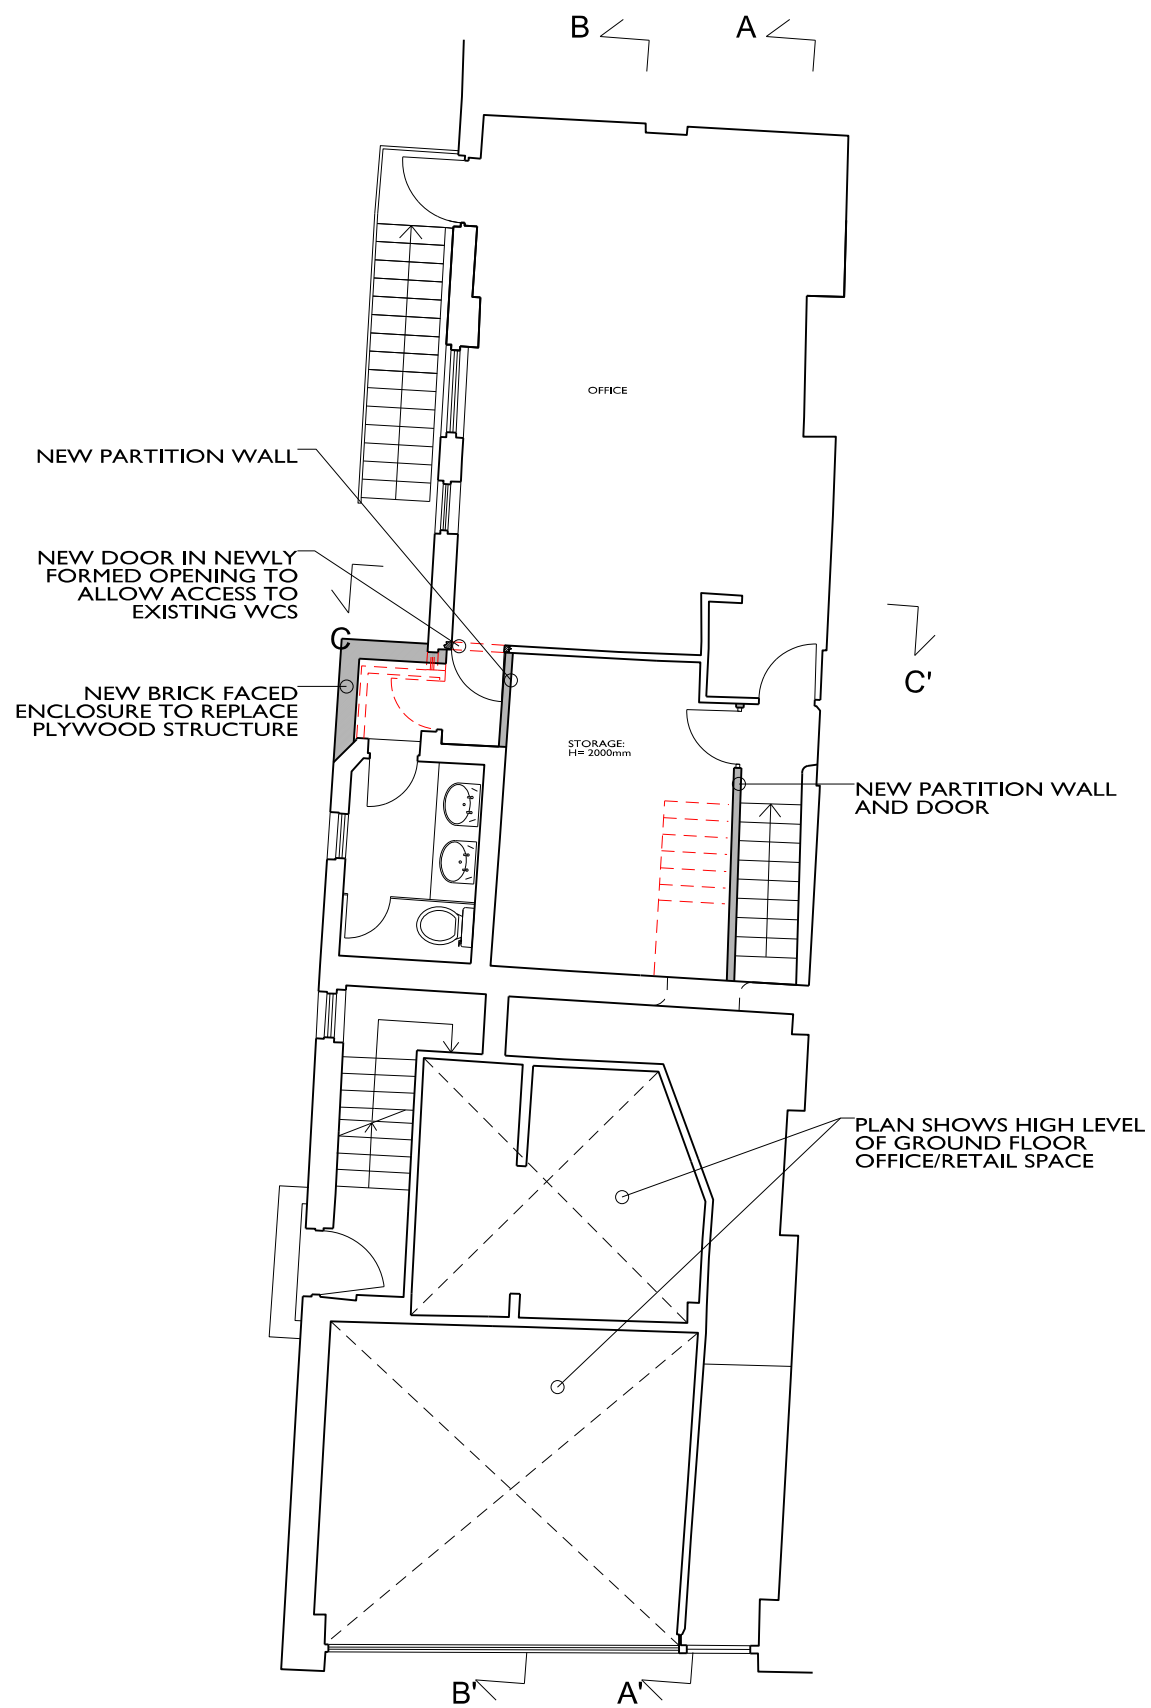 B
A
OFFICE
NEW PARTITION WALL
NEW DOOR IN NEWLY
FORMED OPENING TO
ALLOW ACCESS TO
EXISTING WCS
C
C'
NEW BRICK FACED
ENCLOSURE TO REPLACE
PLYWOOD STRUCTURE
STORAGE:
H= 2000mm
NEW PARTITION WALL
AND DOOR
PLAN SHOWS HIGH LEVEL
OF GROUND FLOOR
OFFICE/RETAIL SPACE
B'
A'